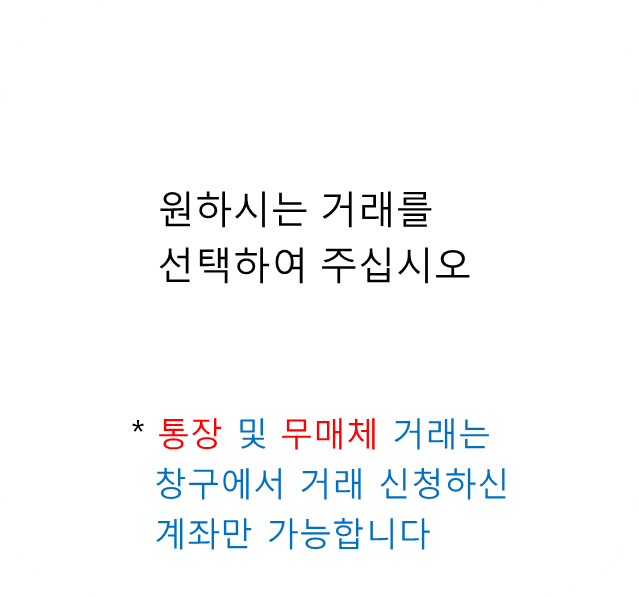 원하시는 거래를
선택하여 주십시오
* 통장 및 무매체 거래는
창구에서 거래 신청하신
계좌만 가능합니다